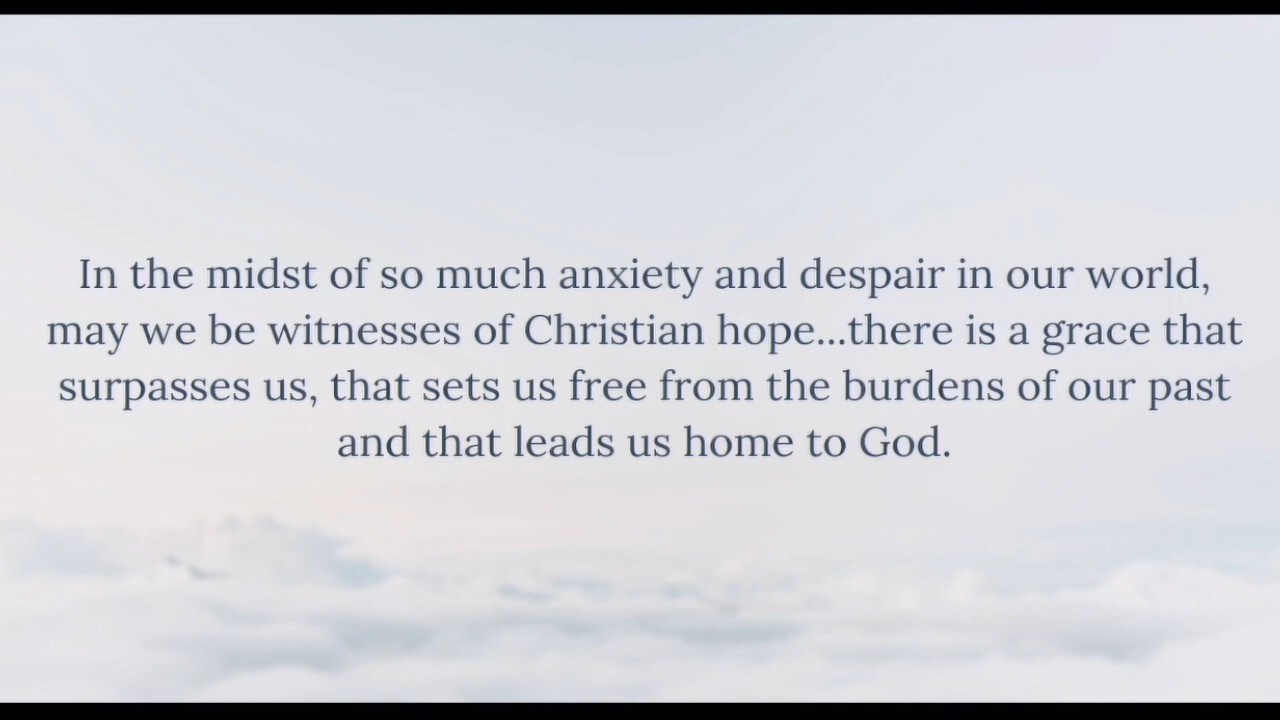 In the midst of so much anxiety and despair in our world,
may we be witnesses of Christian hope...there is a grace that
surpasses us, that sets us free from the burdens of our past
and that leads us home to God.